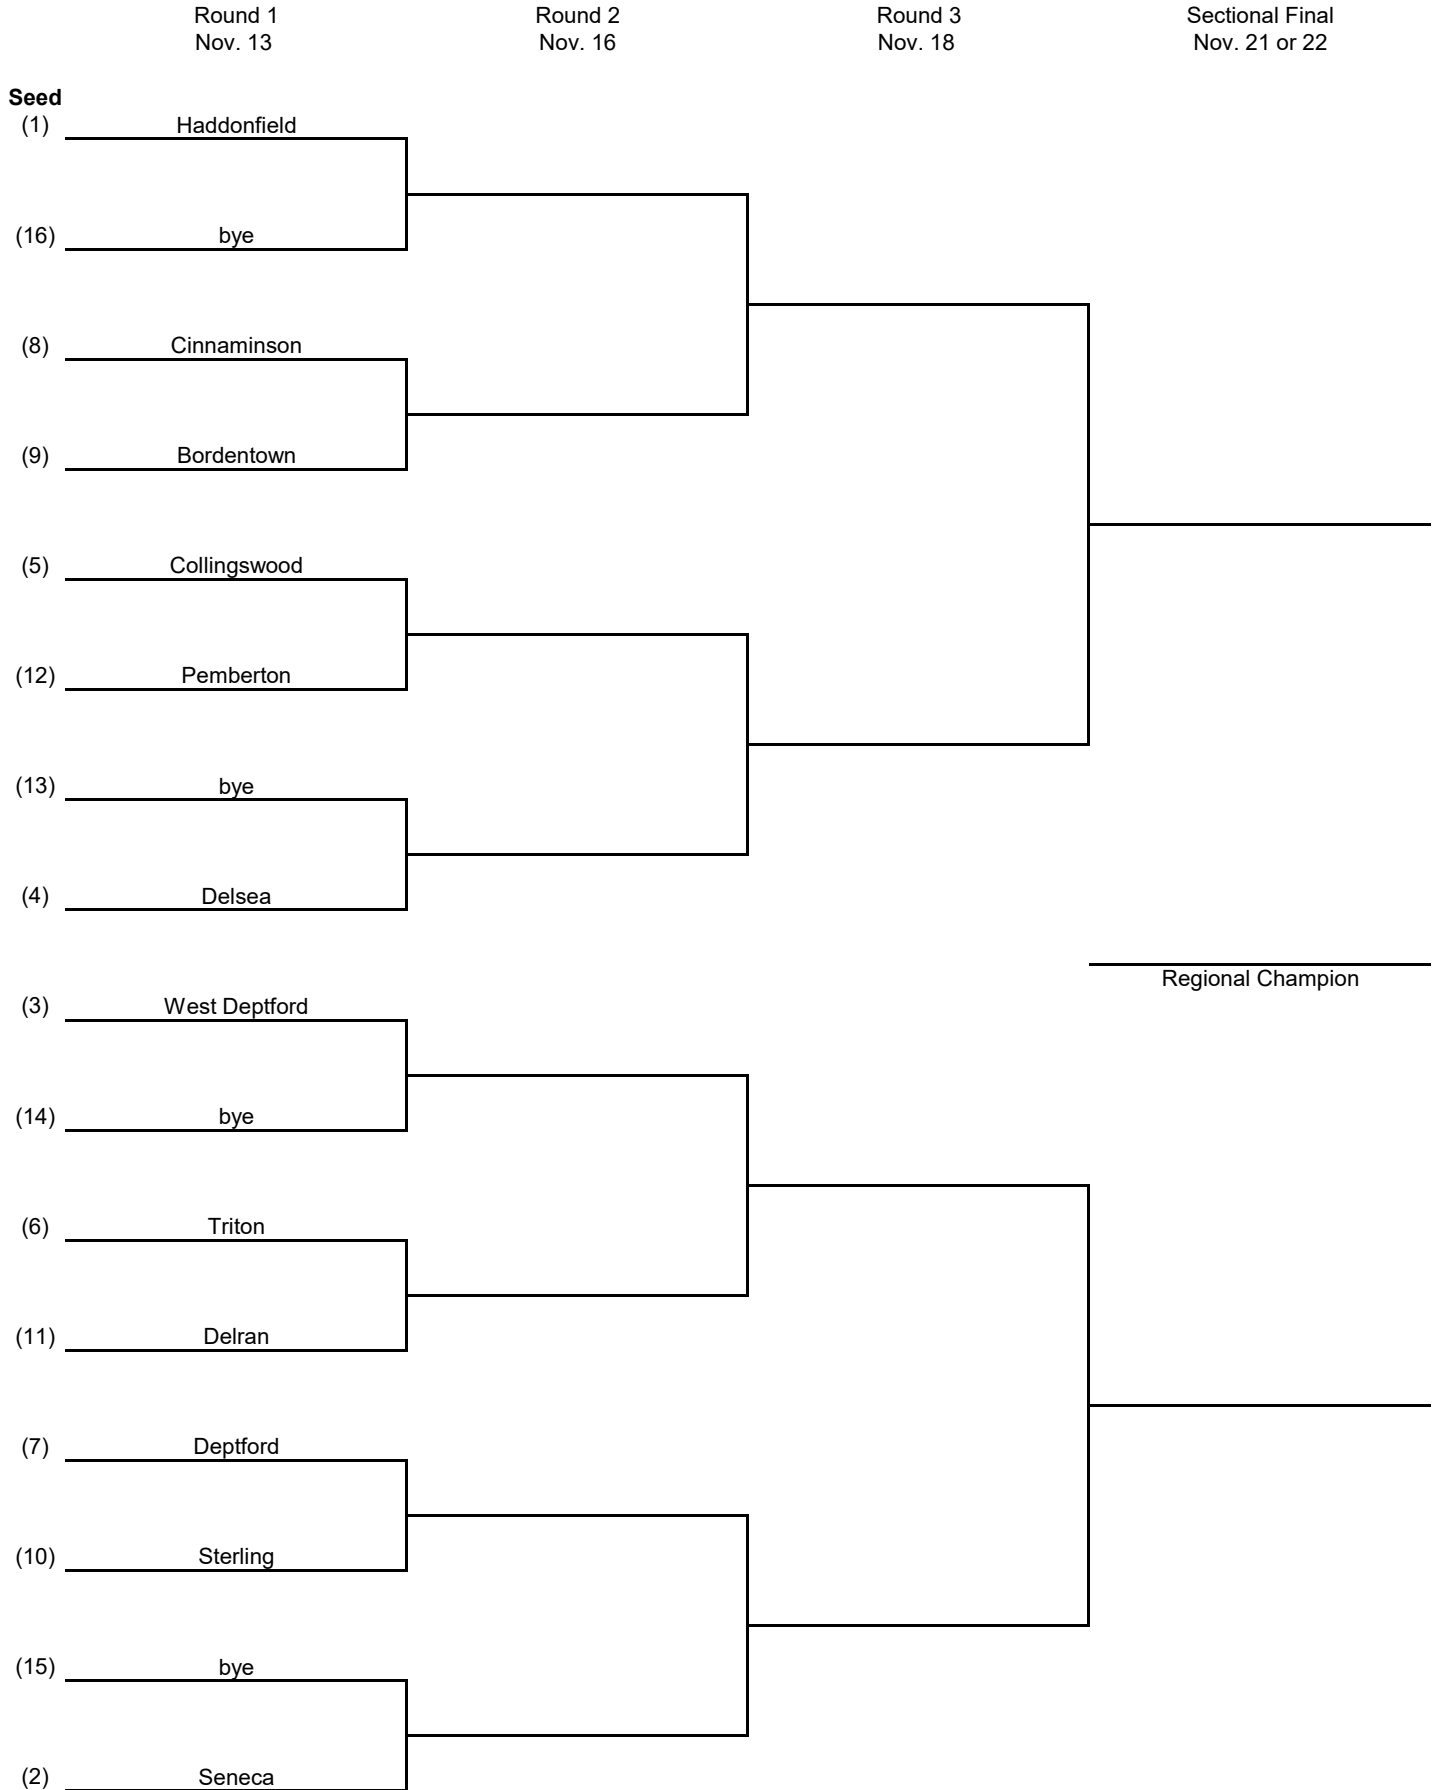 Round 1 Round 2 Round 3 Sectional Final
Nov. 13 Nov. 16 Nov. 18 Nov. 21 or 22
Seed
(1) Haddonfield
(16) bye
(8) Cinnaminson
(9) Bordentown
(5) Collingswood
(12) Pemberton
(13) bye
(4) Delsea
Regional Champion
(3) West Deptford
(14) bye
(6) Triton
(11) Delran
(7) Deptford
(10) Sterling
(15) bye
(2) Seneca